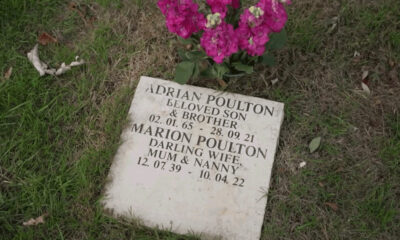 ADRIAN POULTON
BELOVED SON
& BROTHER
02. 01. 65 - 28. 09. 21
MARION POULTON
DARLING WIFE,
MUM & NANNY
12. 07. 39 - 10. 04. 22